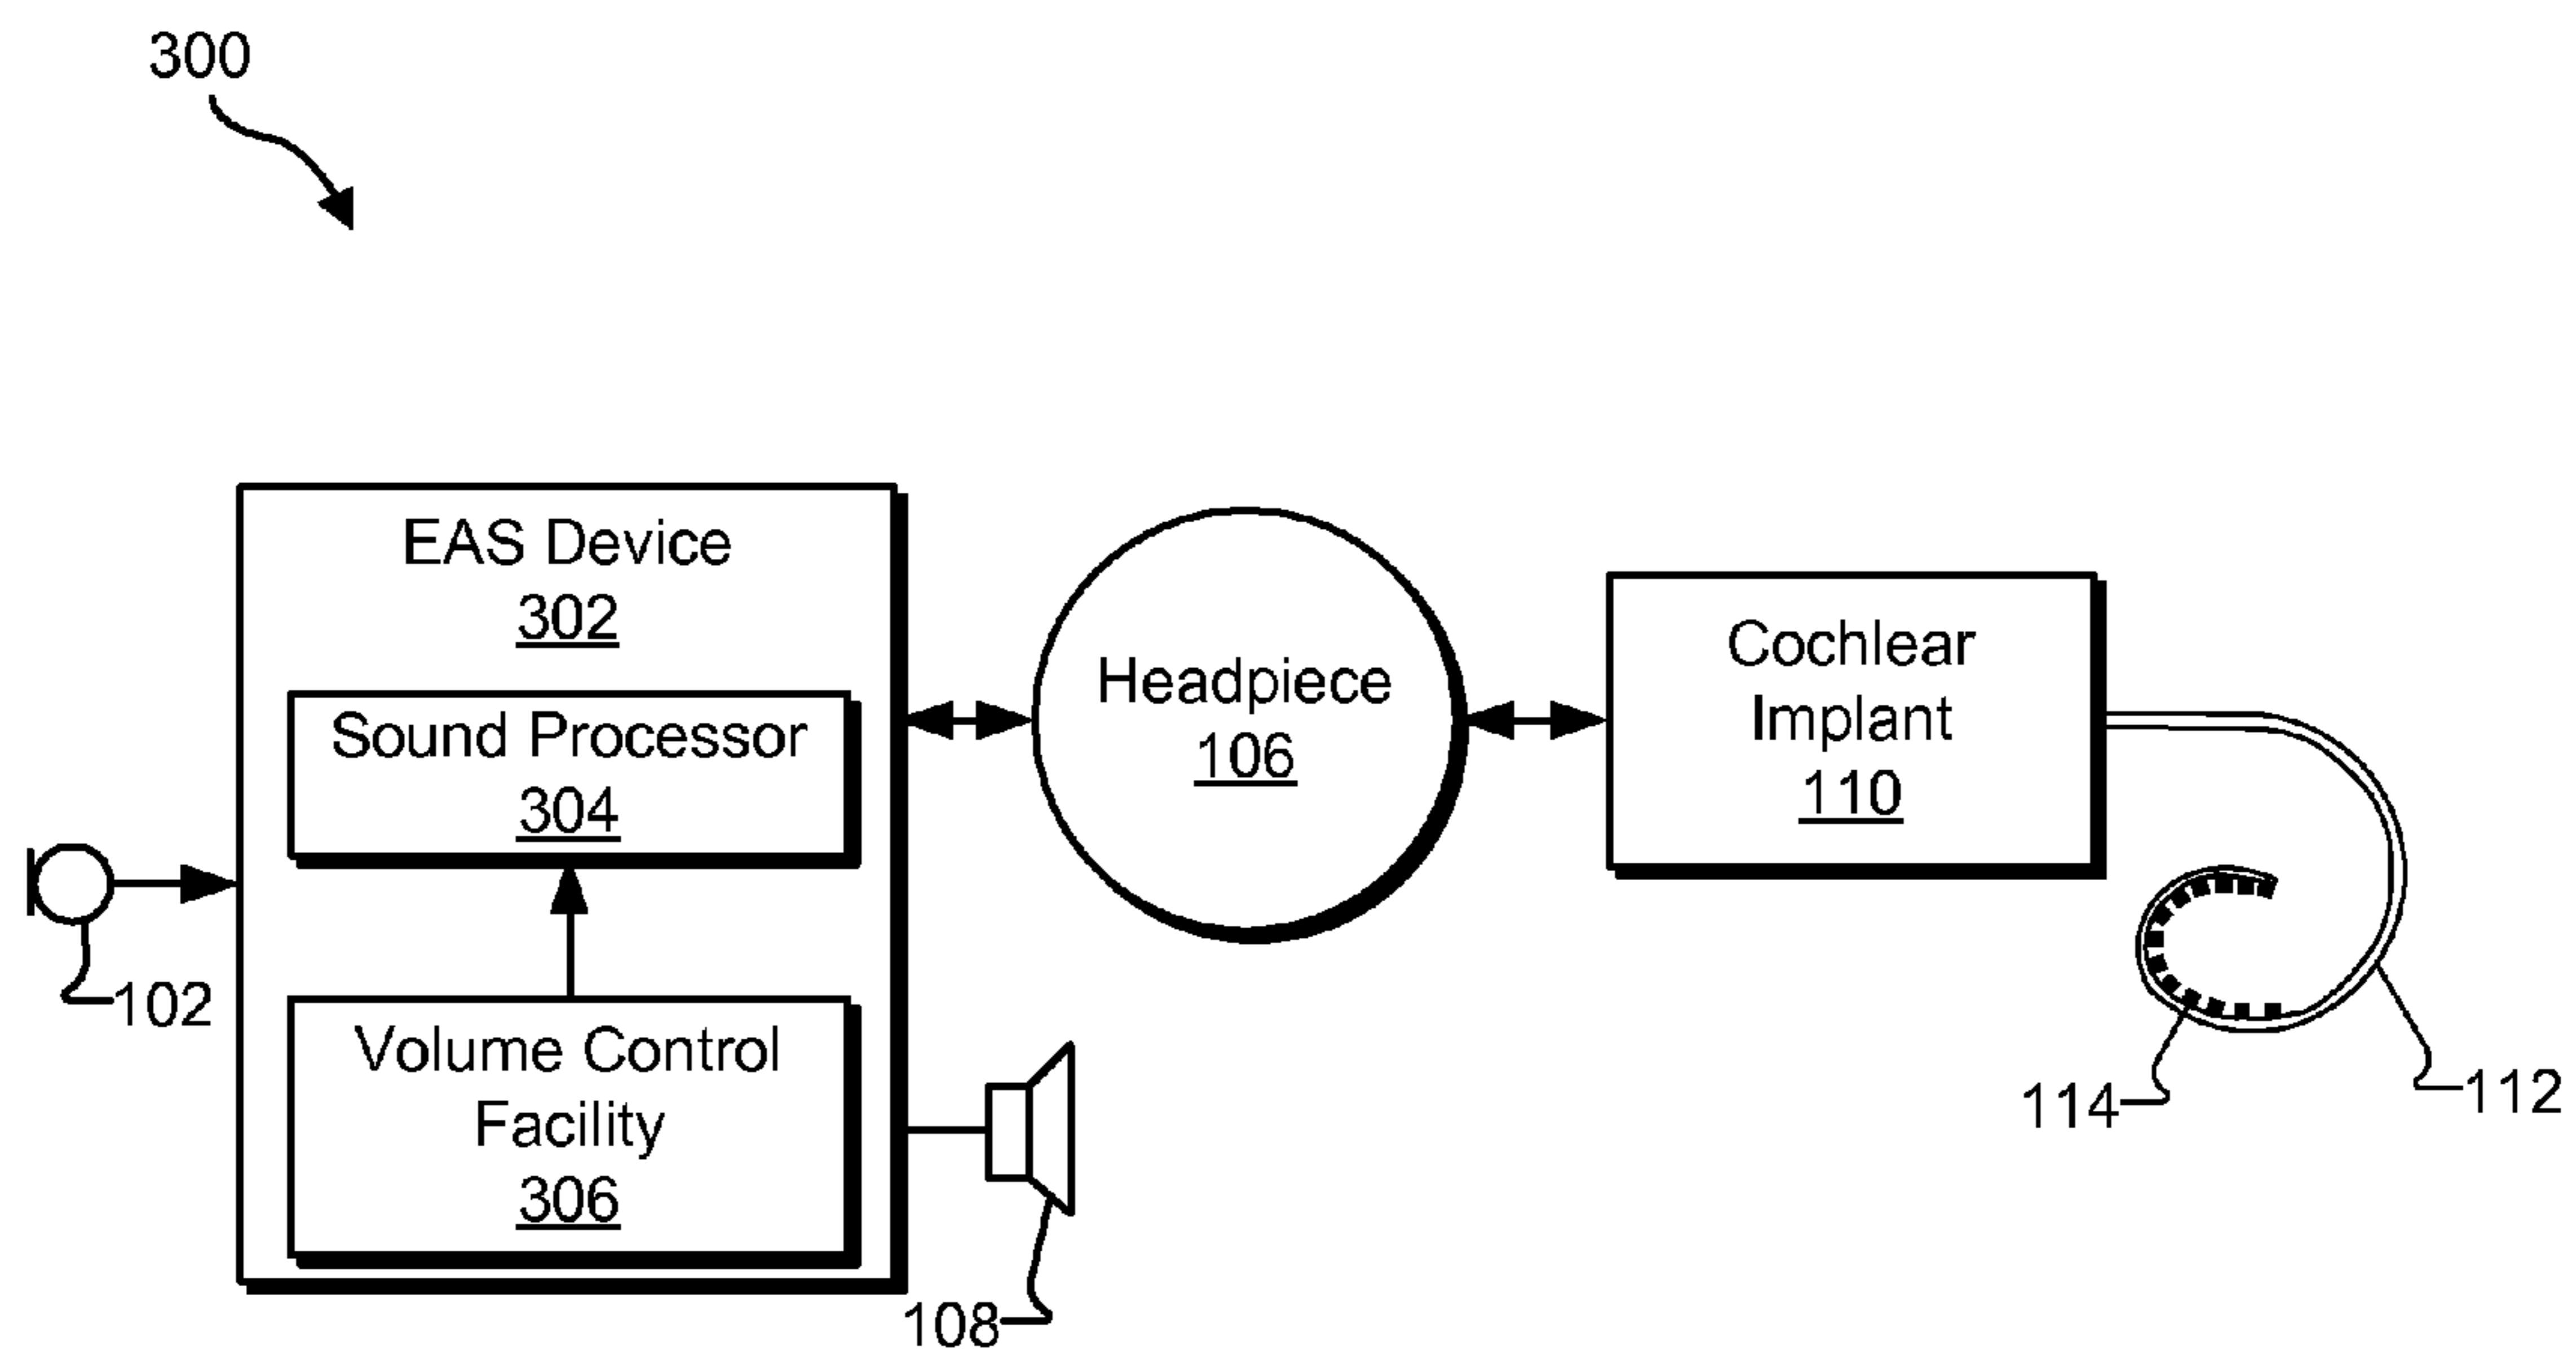 300
EAS Device
302
Sound Processor
304
Volume Control
Facility
306
102
108
Headpiece
106
Cochlear
Implant
110
114
112